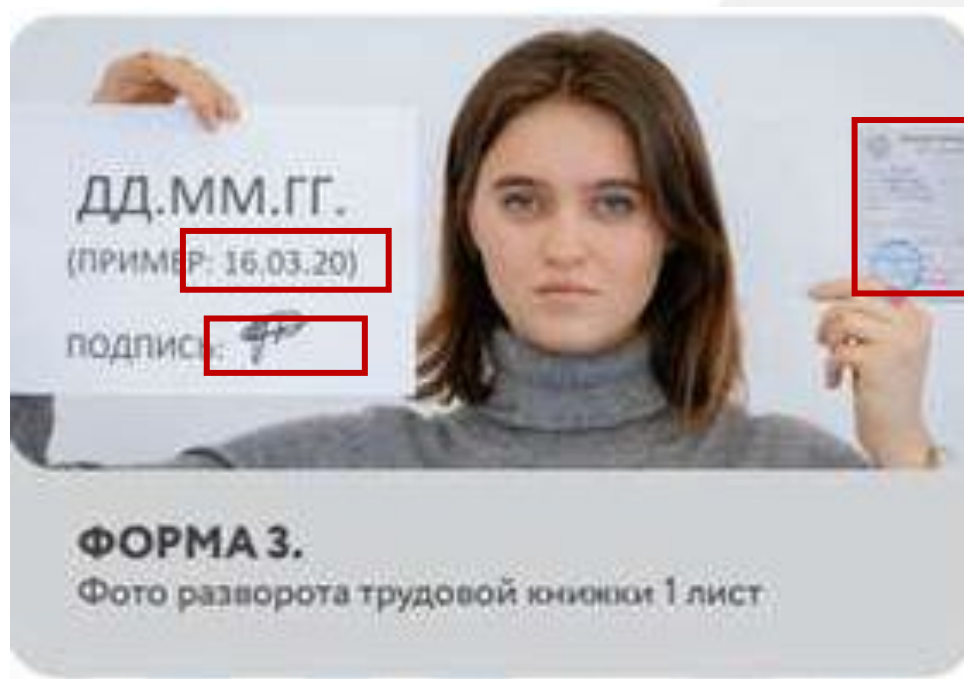 ДД.ММ.ГГ.
(ПРИМЕР: 16.03.20)
ПОДПИСЬ:
ФОРМА 3.
Фото разворота трудовой книжки 1 лист